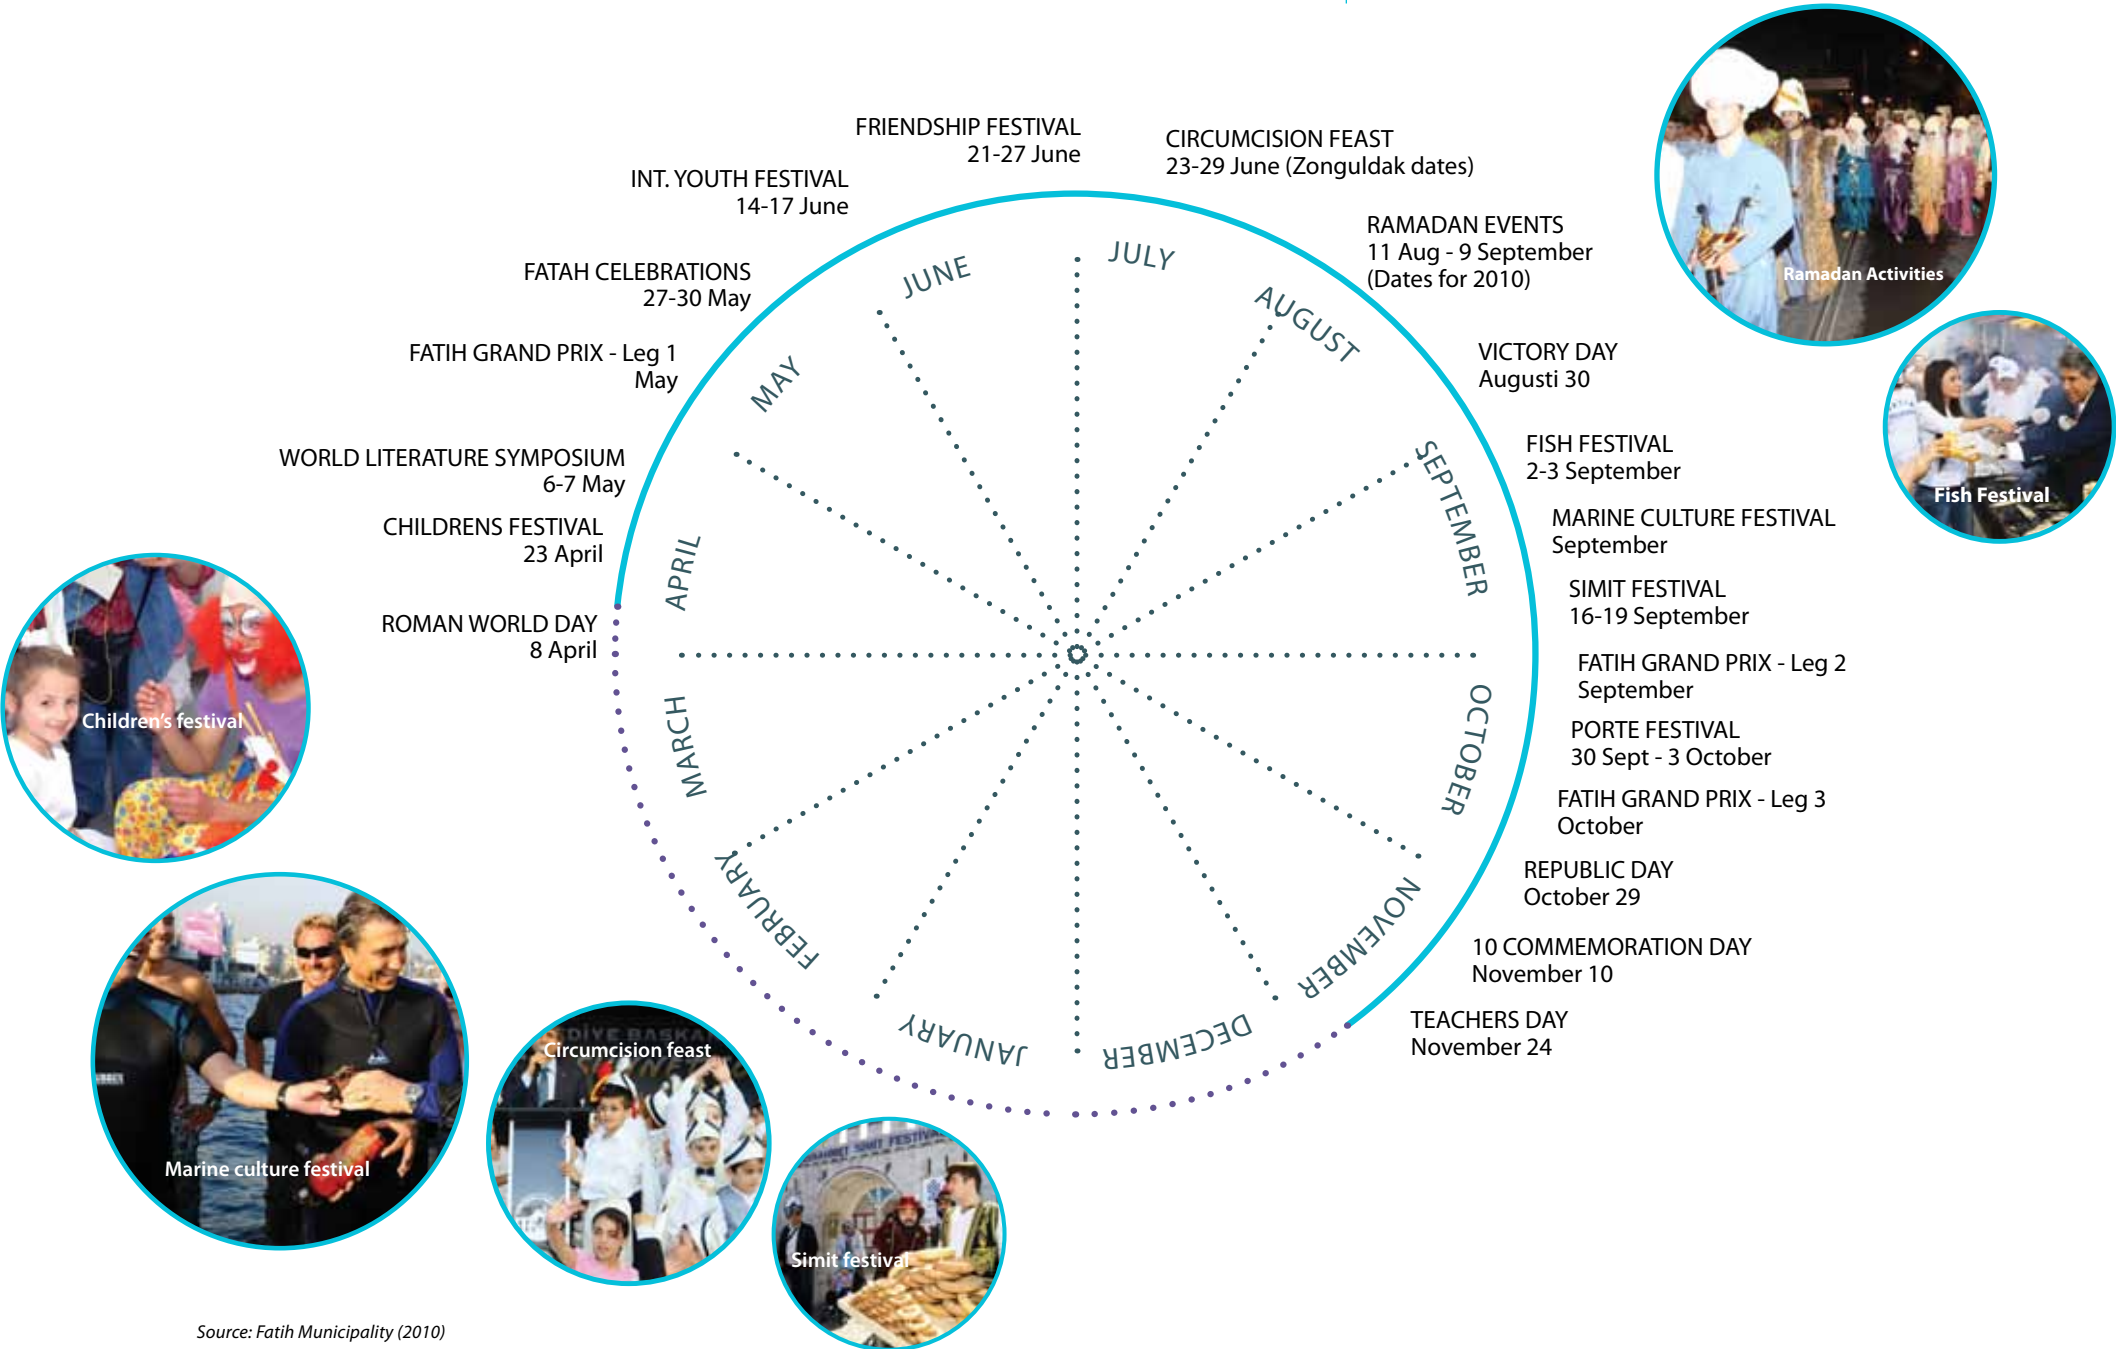 FRIENDSHIP FESTIVAL
21-27 June
CIRCUMCISION FEAST
23-29 June (Zonguldak dates)
INT. YOUTH FESTIVAL
14-17 June
RAMADAN EVENTS
11 Aug - 9 September
(Dates for 2010)
FATAH CELEBRATIONS
27-30 May
VICTORY DAY
Augusti 30
FATIH GRAND PRIX - Leg 1
May
FISH FESTIVAL
2-3 September
WORLD LITERATURE SYMPOSIUM
6-7 May
MARINE CULTURE FESTIVAL
September
CHILDRENS FESTIVAL
23 April
SIMIT FESTIVAL
16-19 September
ROMAN WORLD DAY
8 April
FATIH GRAND PRIX - Leg 2
September
PORTE FESTIVAL
30 Sept - 3 October
FATIH GRAND PRIX - Leg 3
October
REPUBLIC DAY
October 29
10 COMMEMORATION DAY
November 10
TEACHERS DAY
November 24
JANUARY
FEBRUARY
MARCH
APRIL
MAY
JUNE
JULY
AUGUST
SEPTEMBER
OCTOBER
NOVEMBER
DECEMBER
Ramadan Activities
Fish Festival
Children's festival
Marine culture festival
Circumcision feast
Simit festival
SIMIT FESTIVA
Source: Fatih Municipality (2010)